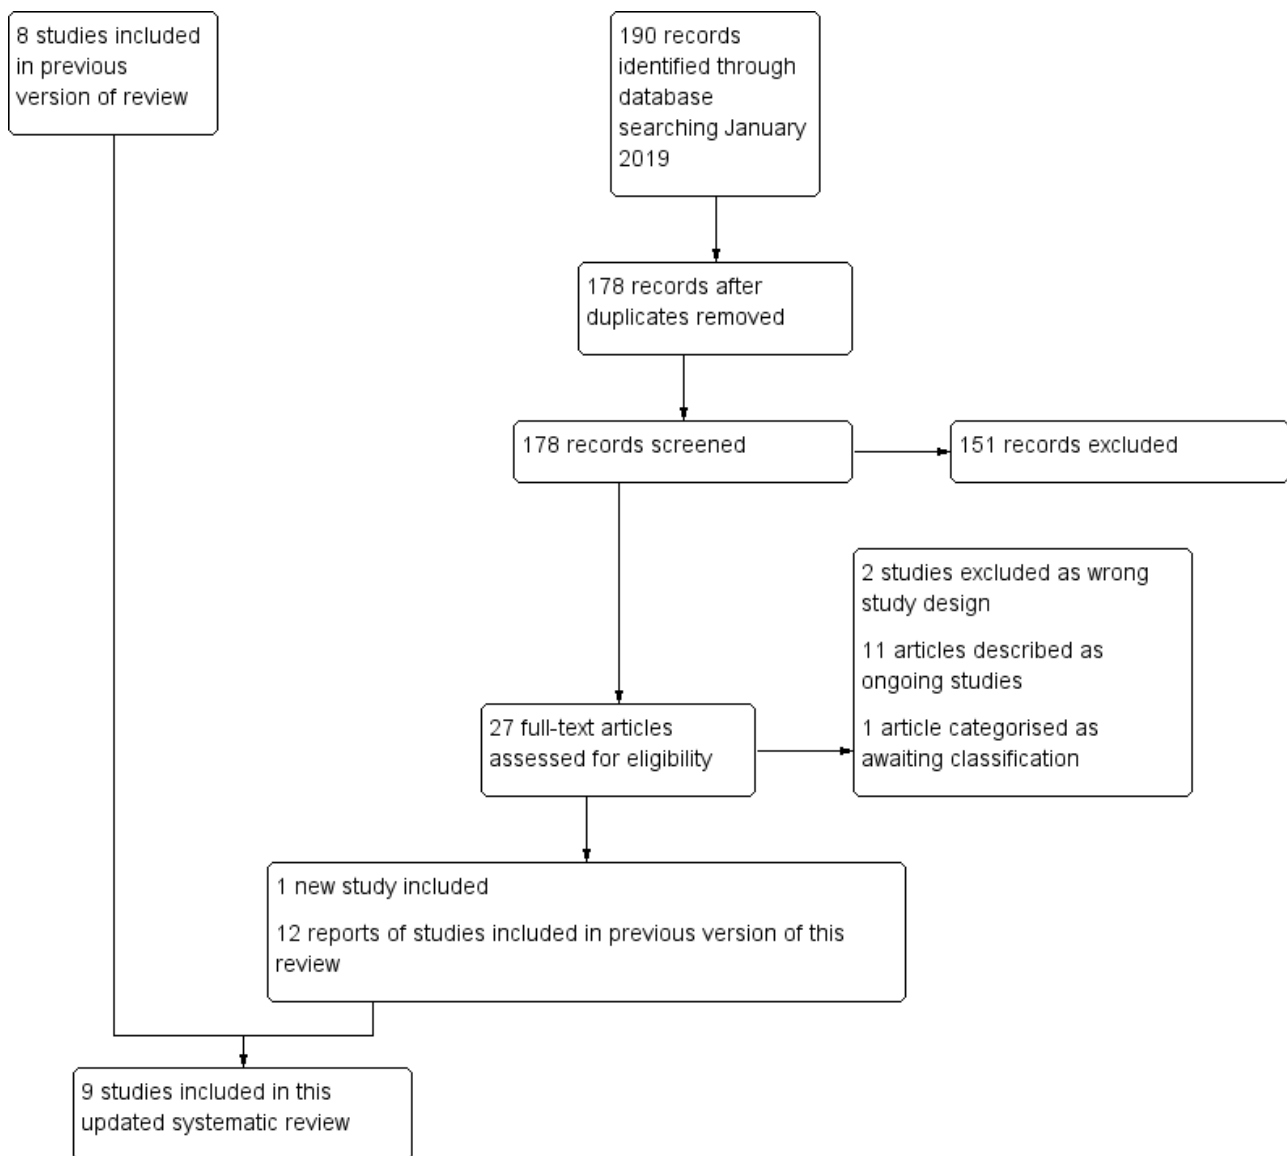 8 studies included
in previous
version of review
190 records
identified through
database
searching January
2019
178 records after
duplicates removed
178 records screened
151 records excluded
2 studies excluded as wrong
study design
11 articles described as
ongoing studies
1 article categorised as
awaiting classification
27 full-text articles
assessed for eligibility
1 new study included
12 reports of studies included in previous version of this
review
9 studies included in this
updated systematic review